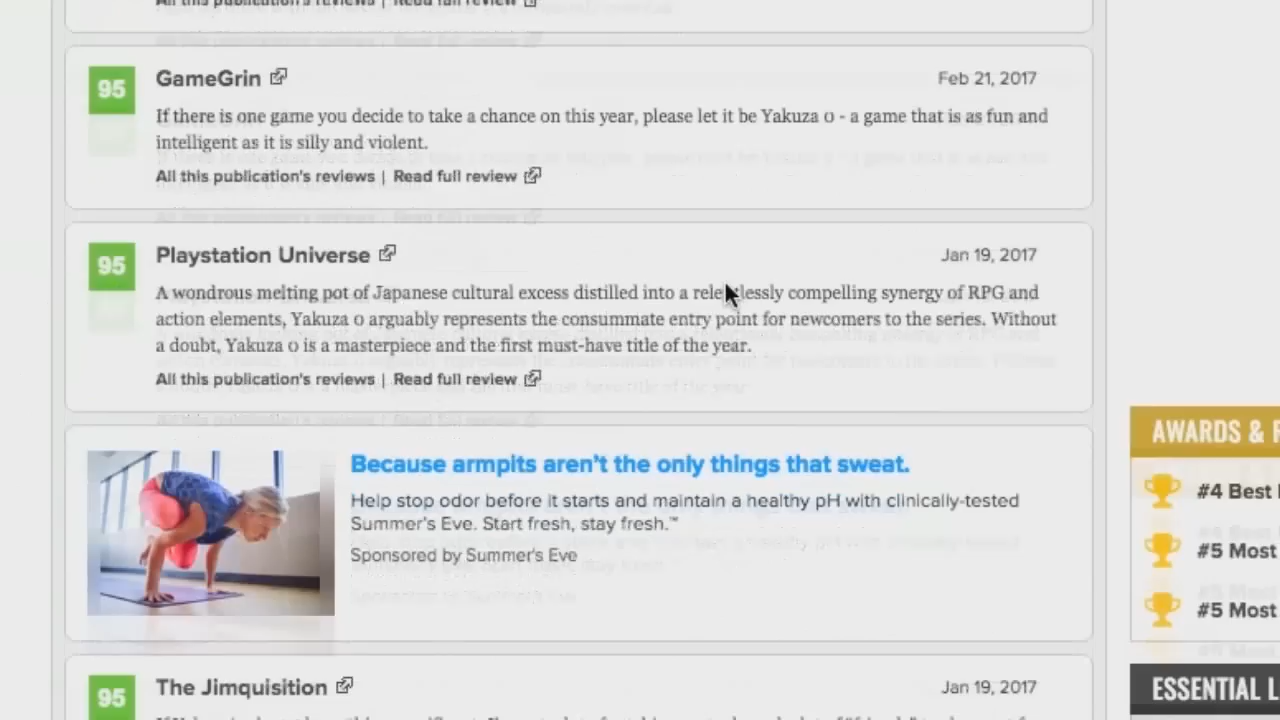 All this publication's reviews | Read full review
95
GameGrin
Feb 21, 2017
If there is one game you decide to take a chance on this year, please let it be Yakuza 0 - a game that is as fun and
intelligent as it is silly and violent.
All this publication's reviews | Read full review
95
Playstation Universe
Jan 19, 2017
A wondrous melting pot of Japanese cultural excess distilled into a relentlessly compelling synergy of RPG and
action elements, Yakuza 0 arguably represents the consummate entry point for newcomers to the series. Without
a doubt, Yakuza 0 is a masterpiece and the first must-have title of the year.
All this publication's reviews | Read full review
Because armpits aren't the only things that sweat.
Help stop odor before it starts and maintain a healthy pH with clinically-tested
Summer's Eve. Start fresh, stay fresh.™
Sponsored by Summer's Eve
95
The Jimquisition
Jan 19, 2017
AWARDS &
#4 Best
#5 Most
#5 Most
ESSENTIAL